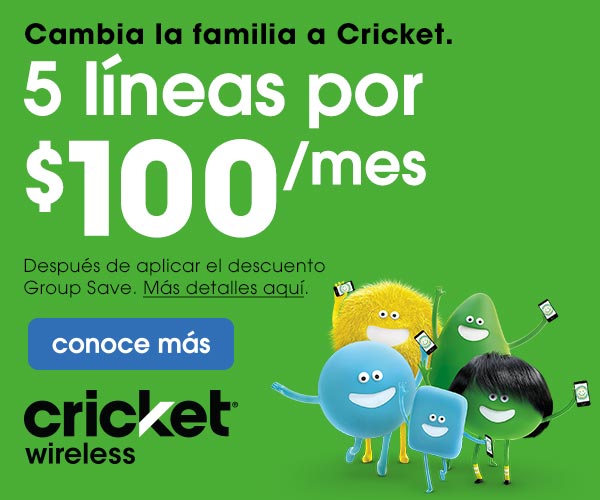 Cambia la familia a Cricket.
5 líneas por
$100/mes
Después de aplicar el descuento
Group Save. Más detalles aquí.
conoce más
cricket®
wireless